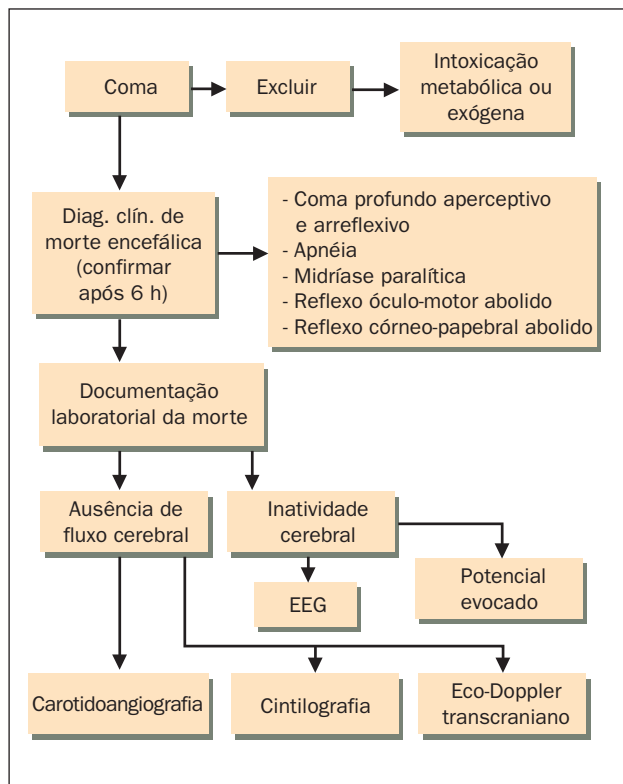 Coma
Excluir
Intoxicação
metabólica ou
exógena
Diag. clín. de
morte encefálica
(confirmar
após 6 h)
- Coma profundo aperceptivo
e arreflexivo
- Apnéia
- Midríase paralítica
- Reflexo óculo-motor abolido
- Reflexo córneo-papebral abolido
Documentação
laboratorial da morte
Ausência de
fluxo cerebral
Inatividade
cerebral
EEG
Potencial
evocado
Carotidoangiografia
Cintilografia
Eco-Doppler
transcraniano